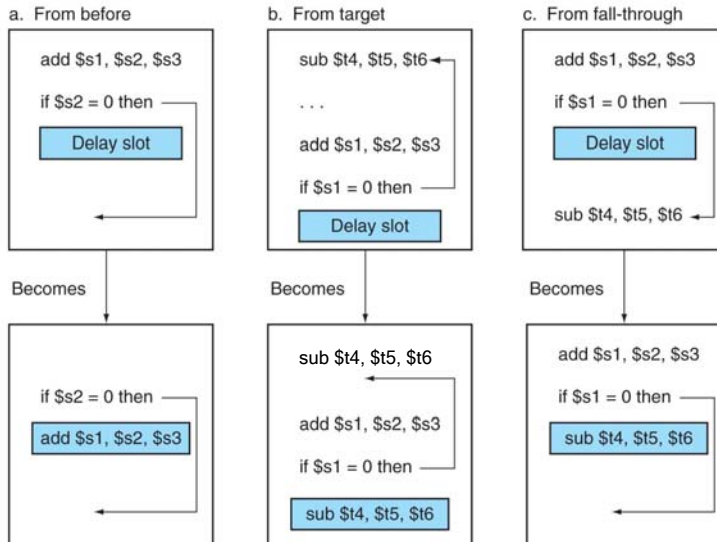 a. From before
add $s1, $s2, $s3
if $s2 = 0 then
Delay slot
Becomes
if $s2 = 0 then
add $s1, $s2, $s3
b. From target
sub $t4, $t5, $t6
. . .
add $s1, $s2, $s3
if $s1 = 0 then
Delay slot
Becomes
sub $t4, $t5, $t6
add $s1, $s2, $s3
if $s1 = 0 then
sub $t4, $t5, $t6
c. From fall-through
add $s1, $s2, $s3
if $s1 = 0 then
Delay slot
sub $t4, $t5, $t6
Becomes
add $s1, $s2, $s3
if $s1 = 0 then
sub $t4, $t5, $t6